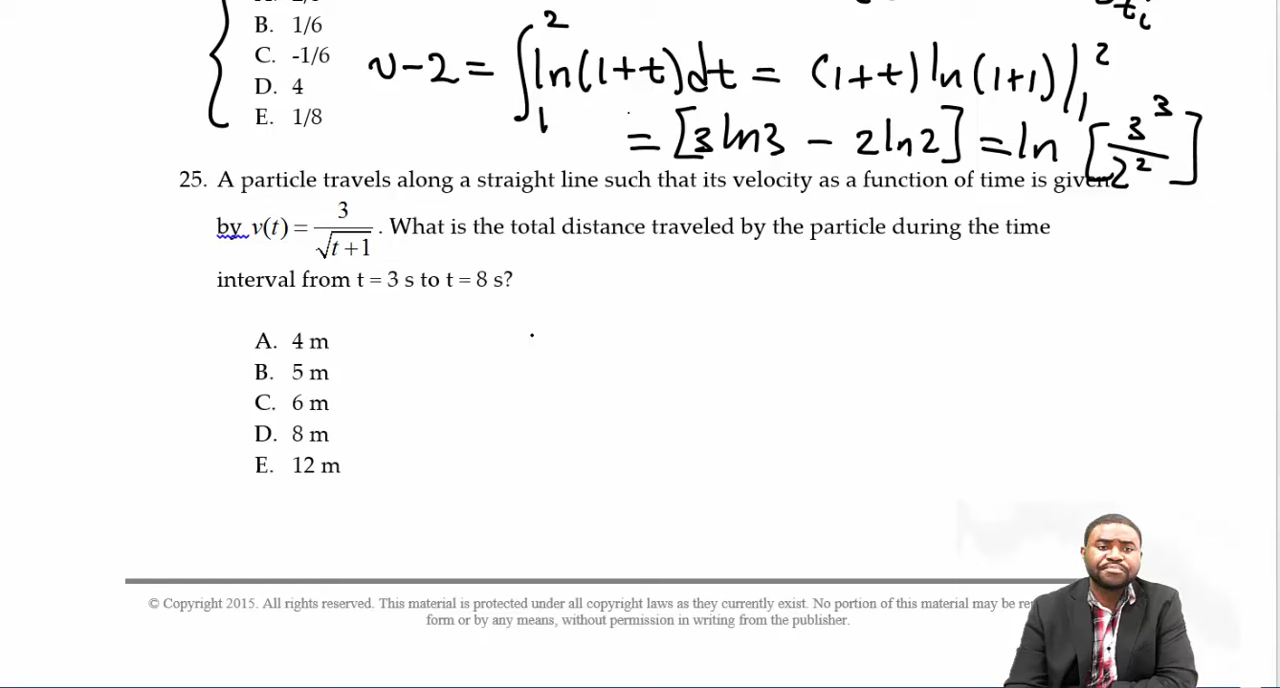 B. 1/6
C. -1/6
D. 4
E. 1/8
v-2 = ∫₁² ln(1+t)dt = (1+t) ln(1+1) |₁²
= [3 ln3 - 2 ln2] = ln [3³/2²]
25. A particle travels along a straight line such that its velocity as a function of time is given
by v(t) = 3/√(t+1) . What is the total distance traveled by the particle during the time
interval from t = 3 s to t = 8 s?
A. 4 m
B. 5 m
C. 6 m
D. 8 m
E. 12 m
© Copyright 2015. All rights reserved. This material is protected under all copyright laws as they currently exist. No portion of this material may be
form or by any means, without permission in writing from the publisher.